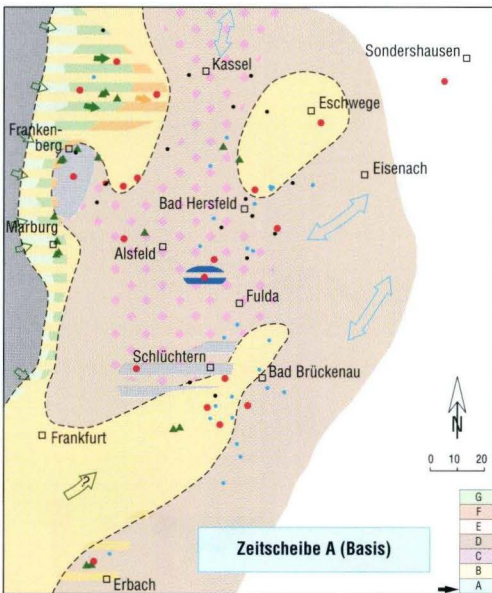 Sondershausen
Kassel
Eschwege
Franken-
berg
Eisenach
Bad Hersfeld
Marburg
Alsfeld
Fulda
Schlüchtern
Bad Brückenau
Frankfurt
?
N
0 10 20
G
F
E
D
C
B
A
Zeitscheibe A (Basis)
Erbach